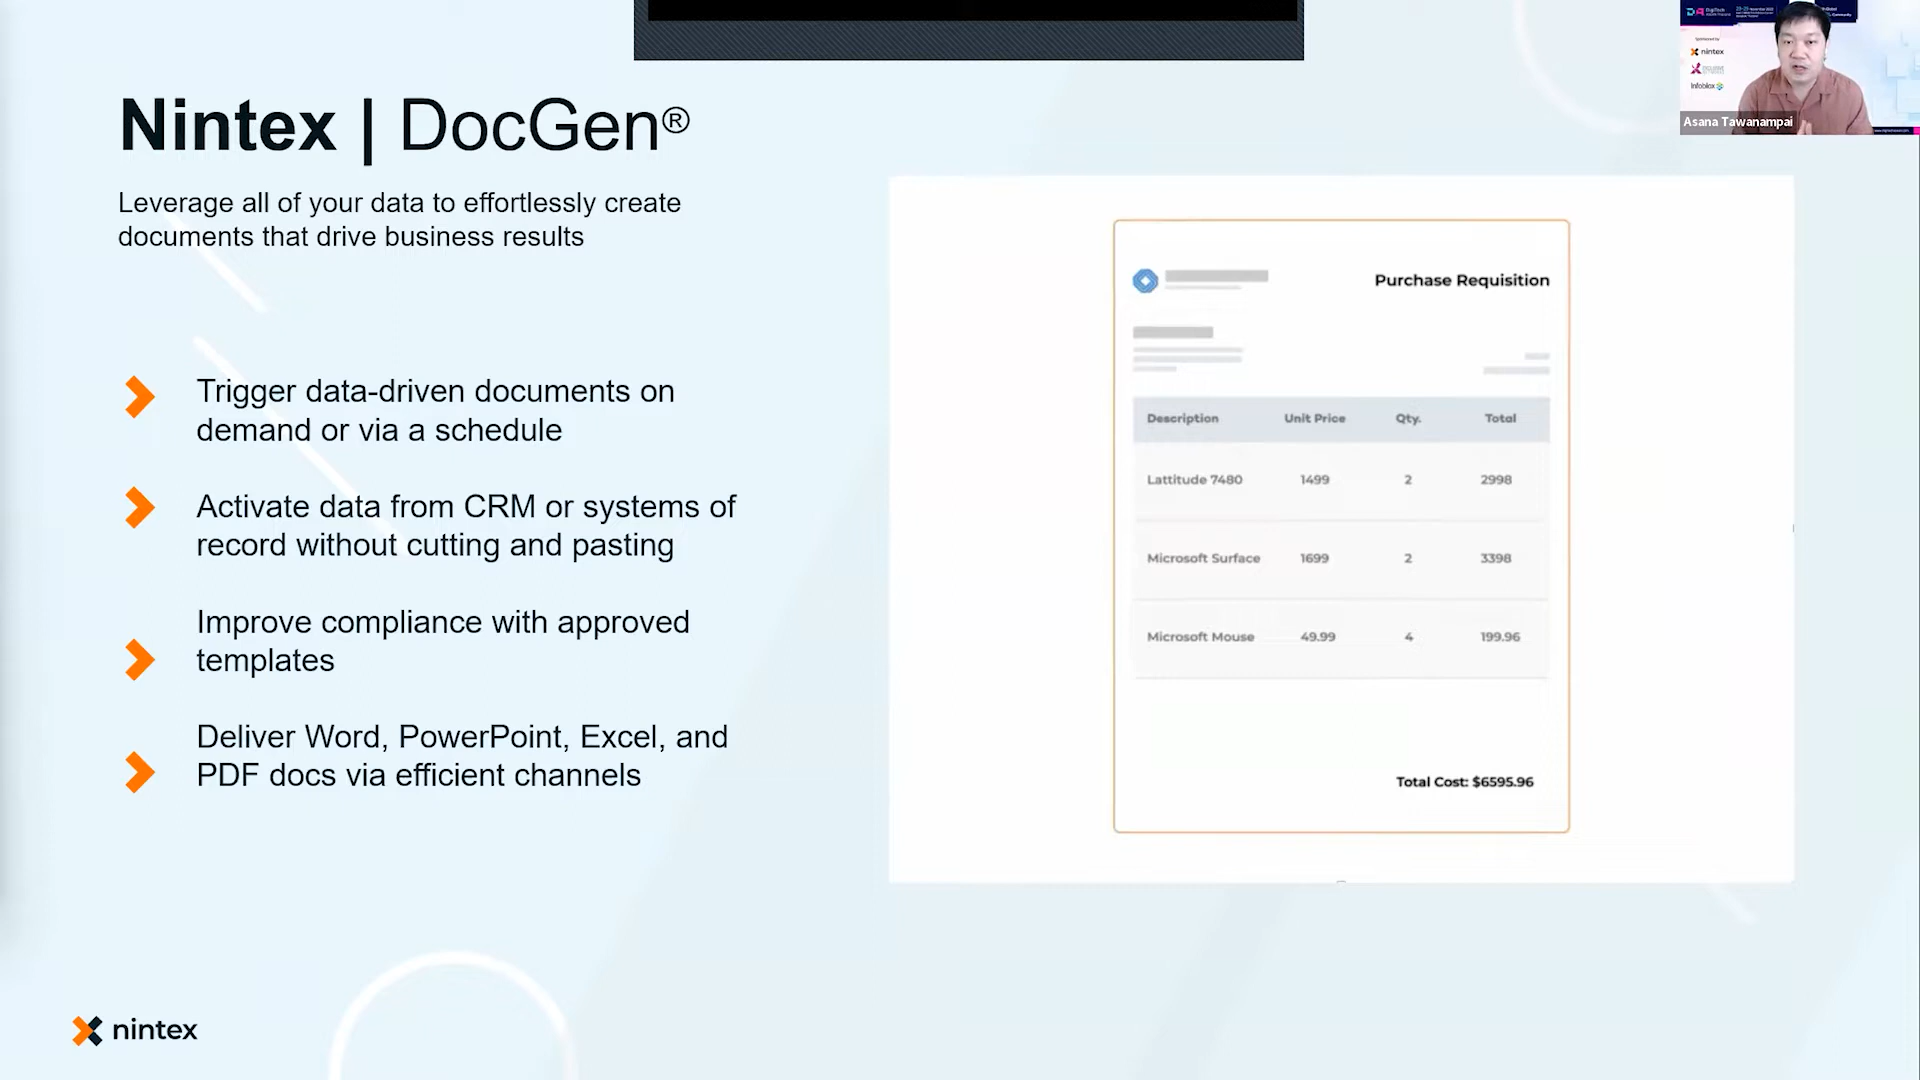 Nintex | DocGen®
Leverage all of your data to effortlessly create
documents that drive business results
Trigger data-driven documents on
demand or via a schedule
Activate data from CRM or systems of
record without cutting and pasting
Improve compliance with approved
templates
Deliver Word, PowerPoint, Excel, and
PDF docs via efficient channels
nintex
Purchase Requisition
Description Unit Price Qty. Total
Lattitude 7480 1499 2 2998
Microsoft Surface 1699 2 3398
Microsoft Mouse 49.99 4 199.96
Total Cost: $6595.96
nintex
Infoblox
Asana Tawanampai